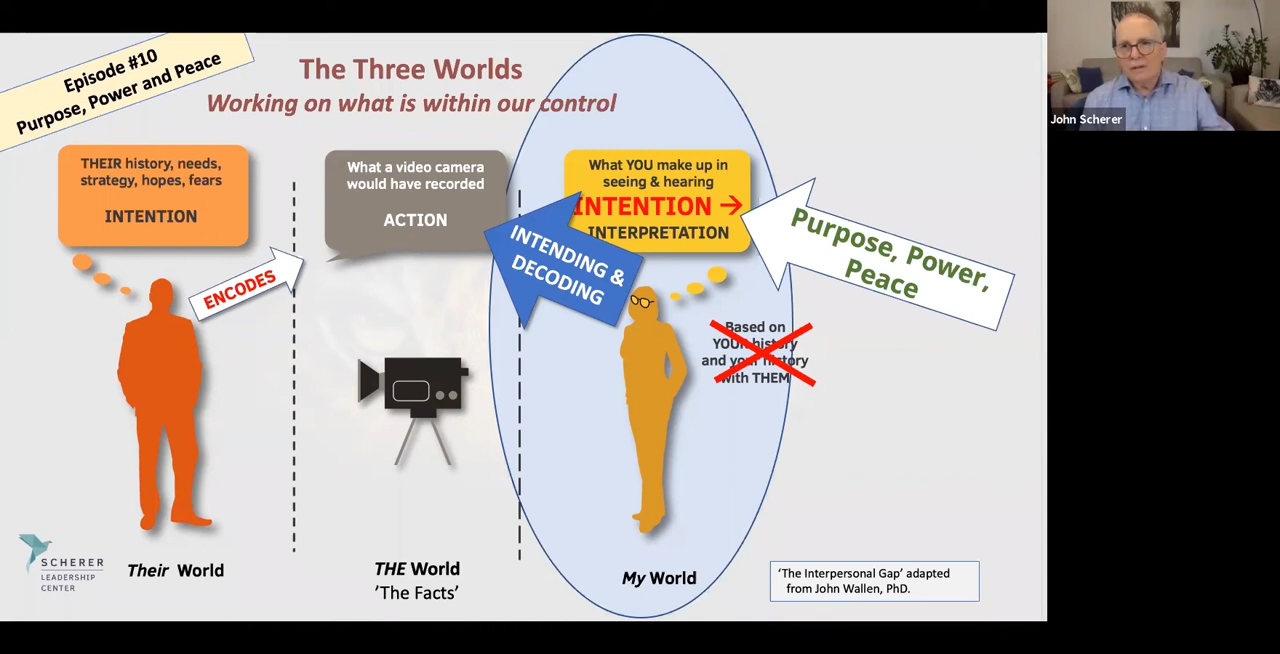 Episode #10
Purpose, Power and Peace
The Three Worlds
Working on what is within our control
John Scherer
THEIR history, needs,
strategy, hopes, fears
INTENTION
ENCODES
What a video camera
would have recorded
ACTION
What YOU make up in
seeing & hearing
INTENTION →
INTERPRETATION
INTENDING &
DECODING
Purpose, Power,
Peace
Based on
YOUR history
and your history
with THEM
SCHERER
LEADERSHIP
CENTER
Their World
THE World
'The Facts'
My World
‘The Interpersonal Gap’ adapted
from John Wallen, PhD.